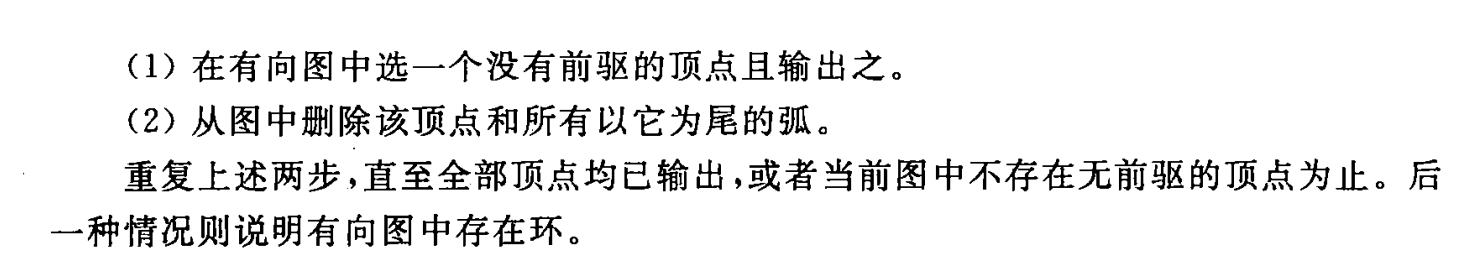 (1) 在有向图中选一个没有前驱的顶点且输出之。
(2) 从图中删除该顶点和所有以它为尾的弧。
重复上述两步,直至全部顶点均已输出,或者当前图中不存在无前驱的顶点为止。后
一种情况则说明有向图中存在环。